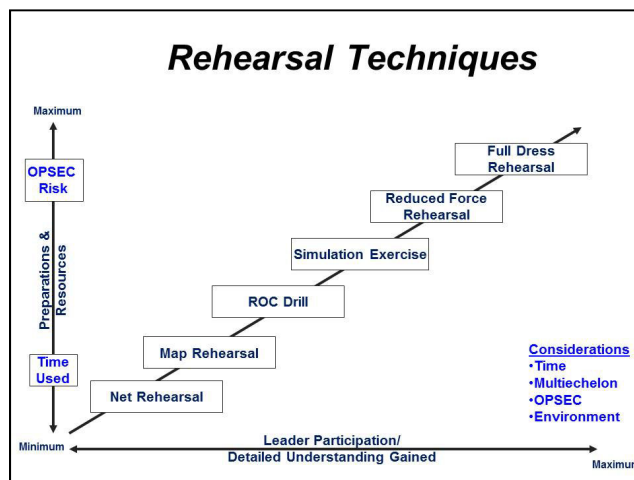 Rehearsal Techniques
Maximum
OPSEC
Risk
Preparations &
Resources
Time
Used
Minimum
Full Dress
Rehearsal
Reduced Force
Rehearsal
Simulation Exercise
ROC Drill
Map Rehearsal
Net Rehearsal
Considerations
•Time
•Multiechelon
•OPSEC
•Environment
Leader Participation/
Detailed Understanding Gained
Maximum